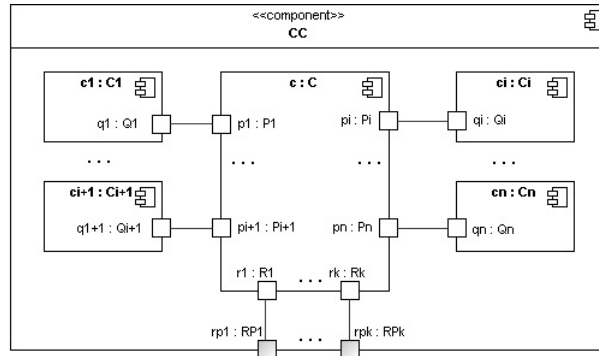 <<component>>
CC
c1 : C1
c : C
ci : Ci
q1 : Q1
p1 : P1
pi : Pi
qi : Qi
...
...
...
...
ci+1 : Ci+1
cn : Cn
q1+1 : Qi+1
pi+1 : Pi+1
pn : Pn
qn : Qn
r1 : R1
...
rk : Rk
rp1 : RP1
...
rpk : RPk